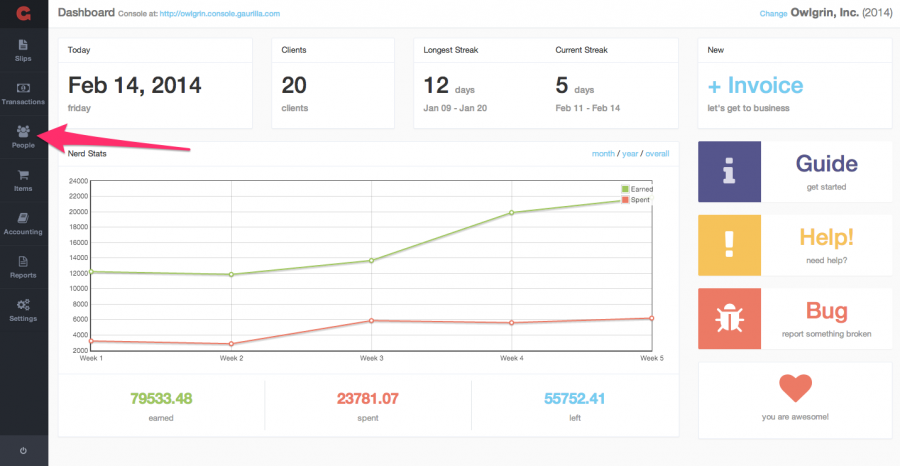 Dashboard Console at: http://owlgrin.console.gaurilla.com
Change Owlgrin, Inc. (2014)
Slips
Transactions
People
Items
Accounting
Reports
Settings
Today
Feb 14, 2014
friday
Clients
20
clients
Longest Streak
12 days
Jan 09 - Jan 20
Current Streak
5 days
Feb 11 - Feb 14
New
+ Invoice
let's get to business
Nerd Stats
month / year / overall
24000
22000
20000
18000
16000
14000
12000
10000
8000
6000
4000
2000
Earned
Spent
Week 1
Week 2
Week 3
Week 4
Week 5
79533.48
earned
23781.07
spent
55752.41
left
Guide
get started
Help!
need help?
Bug
report something broken
you are awesome!